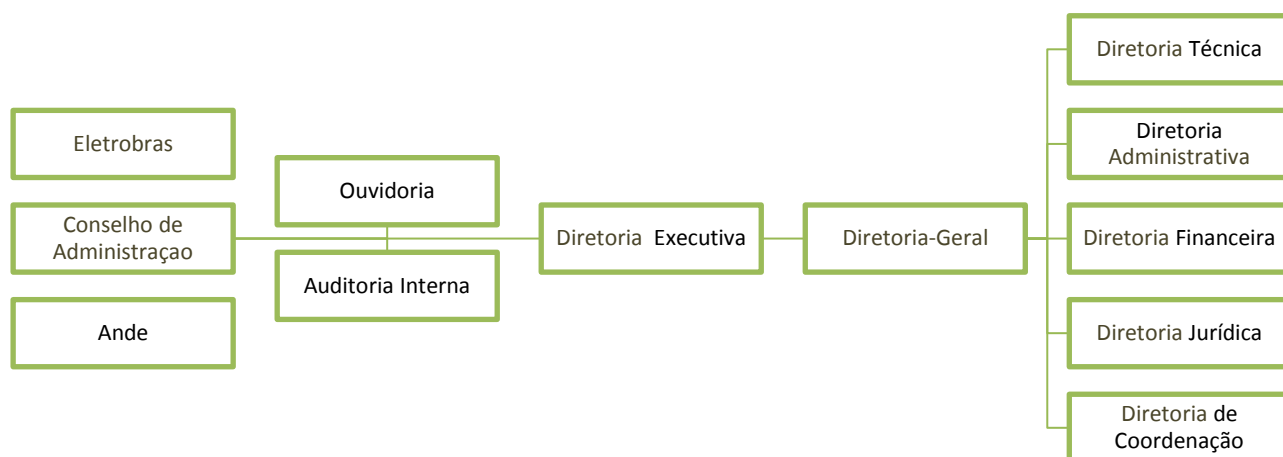 Eletrobras
Conselho de
Administraçao
Ande
Ouvidoria
Auditoria Interna
Diretoria Executiva
Diretoria-Geral
Diretoria Técnica
Diretoria
Administrativa
Diretoria Financeira
Diretoria Jurídica
Diretoria de
Coordenação